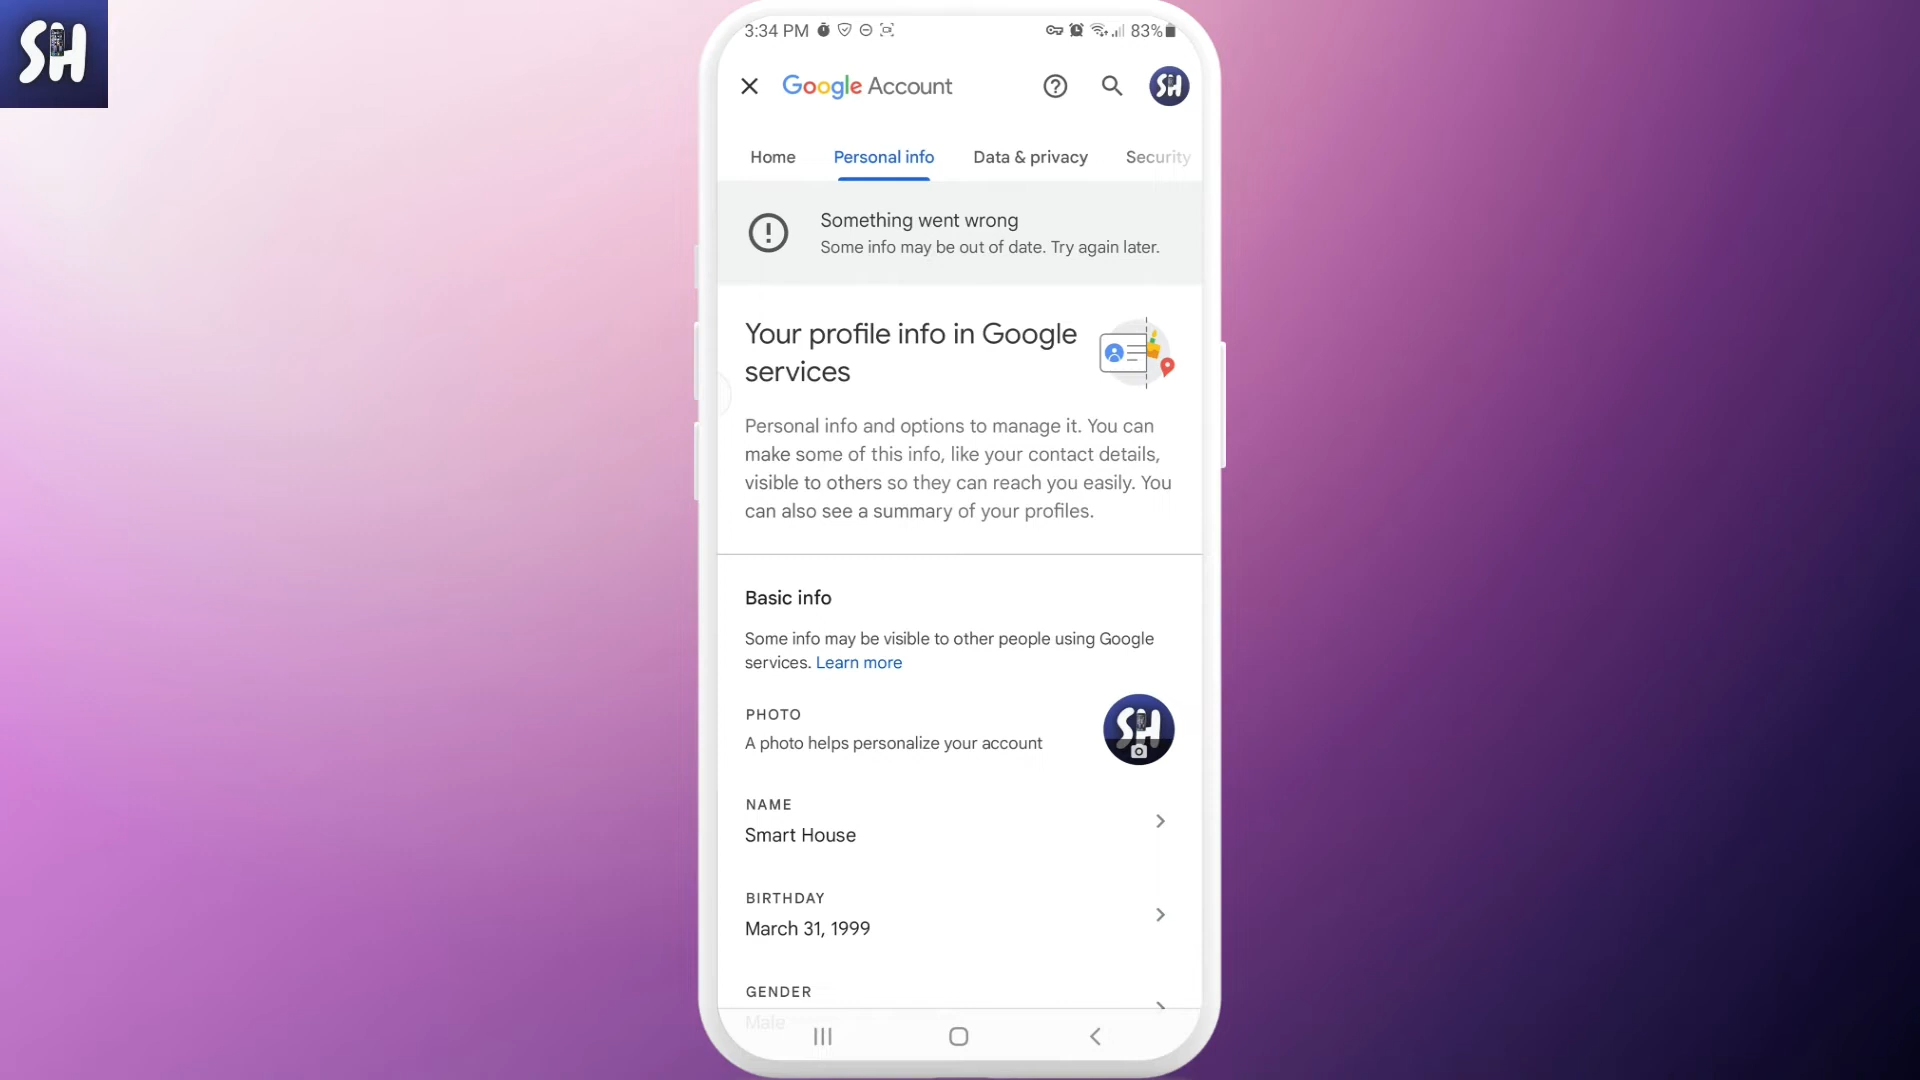 SH
3:34 PM
83%
Google Account
SH
Home
Personal info
Data & privacy
Security
Something went wrong
Some info may be out of date. Try again later.
Your profile info in Google
services
Personal info and options to manage it. You can
make some of this info, like your contact details,
visible to others so they can reach you easily. You
can also see a summary of your profiles.
Basic info
Some info may be visible to other people using Google
services. Learn more
PHOTO
A photo helps personalize your account
SH
NAME
Smart House
BIRTHDAY
March 31, 1999
GENDER
Male